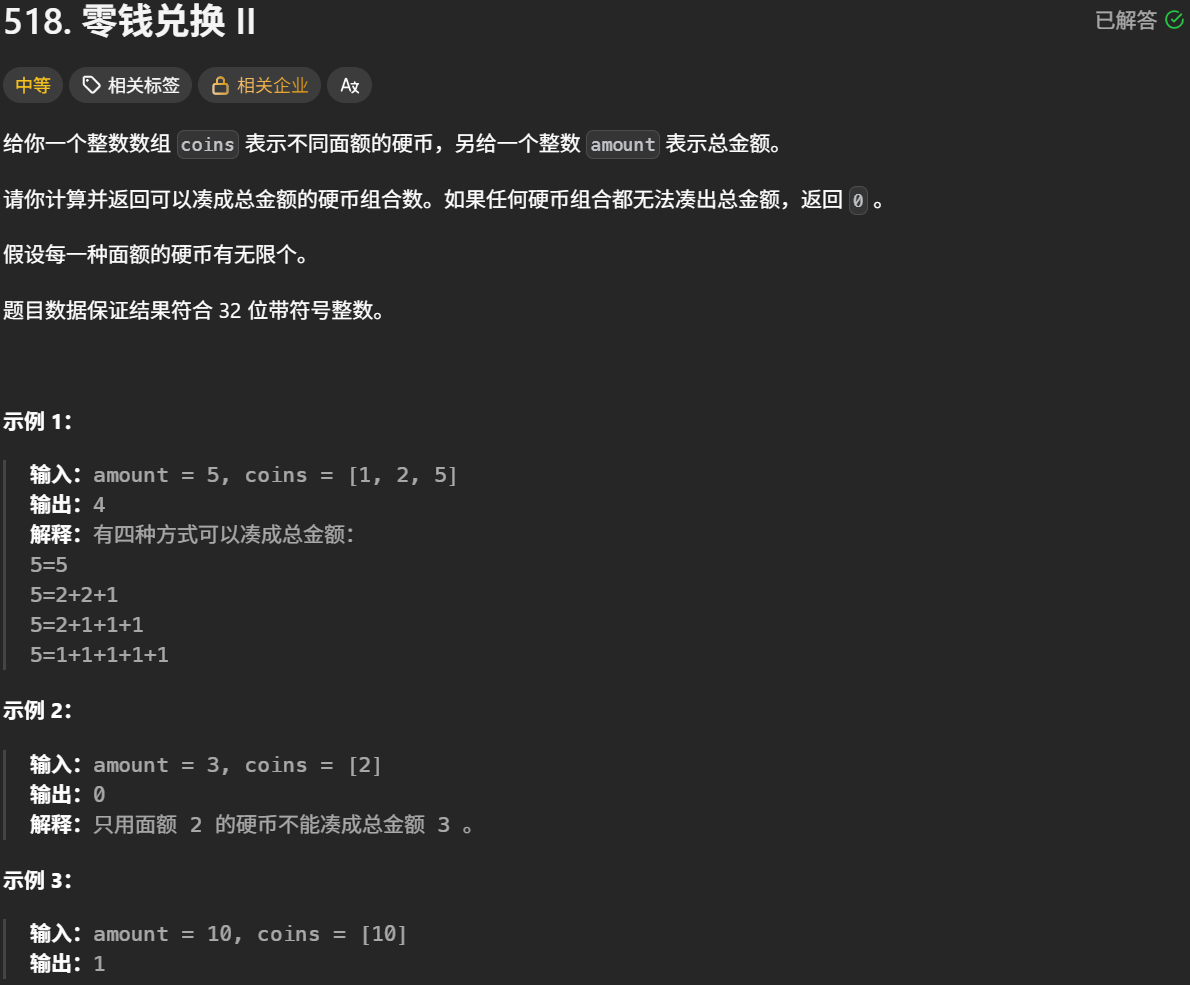 518. 零钱兑换 II
已解答
中等
相关标签
相关企业
给你一个整数数组 coins 表示不同面额的硬币，另给一个整数 amount 表示总金额。
请你计算并返回可以凑成总金额的硬币组合数。如果任何硬币组合都无法凑出总金额，返回 0 。
假设每一种面额的硬币有无限个。
题目数据保证结果符合 32 位带符号整数。
示例 1：
输入：amount = 5, coins = [1, 2, 5]
输出：4
解释：有四种方式可以凑成总金额：
5=5
5=2+2+1
5=2+1+1+1
5=1+1+1+1+1
示例 2：
输入：amount = 3, coins = [2]
输出：0
解释：只用面额 2 的硬币不能凑成总金额 3 。
示例 3：
输入：amount = 10, coins = [10]
输出：1